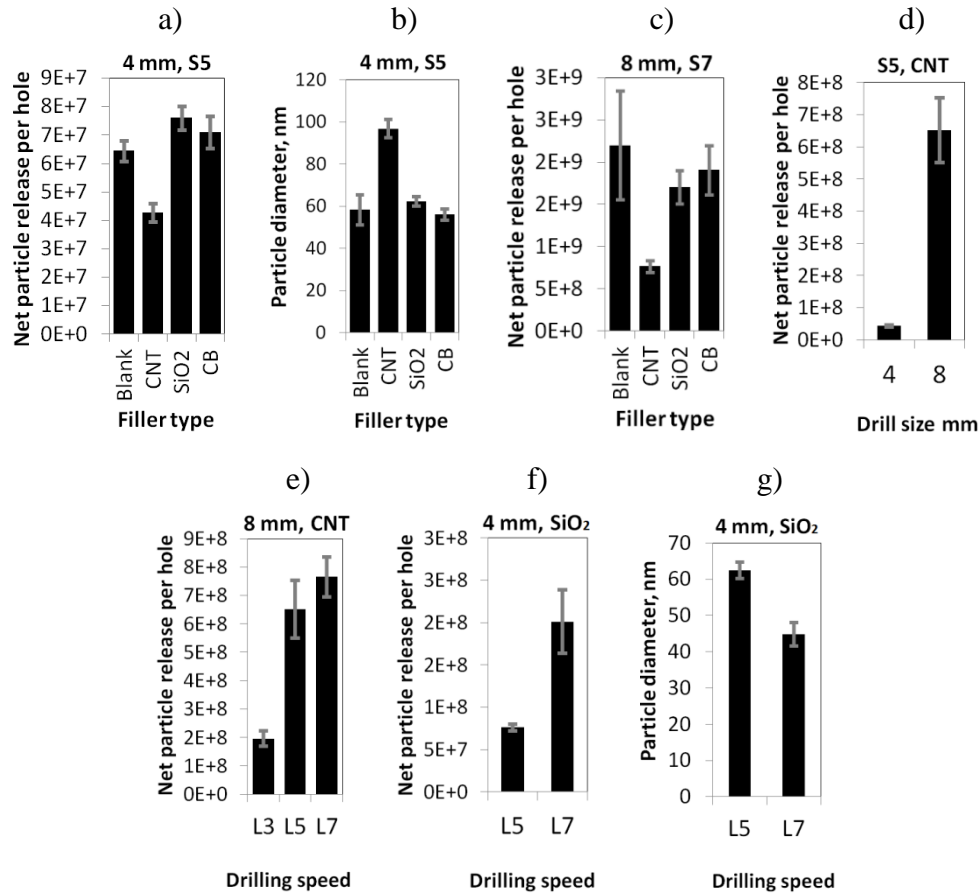 a)
4 mm, S5
Net particle release per hole
9E+7
8E+7
7E+7
6E+7
5E+7
4E+7
3E+7
2E+7
1E+7
0E+0
Blank
CNT
SiO2
CB
Filler type
b)
4 mm, S5
Particle diameter, nm
120
100
80
60
40
20
0
Blank
CNT
SiO2
CB
Filler type
c)
8 mm, S7
Net particle release per hole
3E+9
3E+9
2E+9
2E+9
1E+9
5E+8
0E+0
Blank
CNT
SiO2
CB
Filler type
d)
S5, CNT
Net particle release per hole
8E+8
7E+8
6E+8
5E+8
4E+8
3E+8
2E+8
1E+8
0E+0
4 8
Drill size mm
e)
8 mm, CNT
Net particle release per hole
9E+8
8E+8
7E+8
6E+8
5E+8
4E+8
3E+8
2E+8
1E+8
0E+0
L3 L5 L7
Drilling speed
f)
4 mm, SiO₂
Net particle release per hole
3E+8
3E+8
2E+8
2E+8
1E+8
5E+7
0E+0
L5 L7
Drilling speed
g)
4 mm, SiO₂
Particle diameter, nm
70
60
50
40
30
20
10
0
L5 L7
Drilling speed